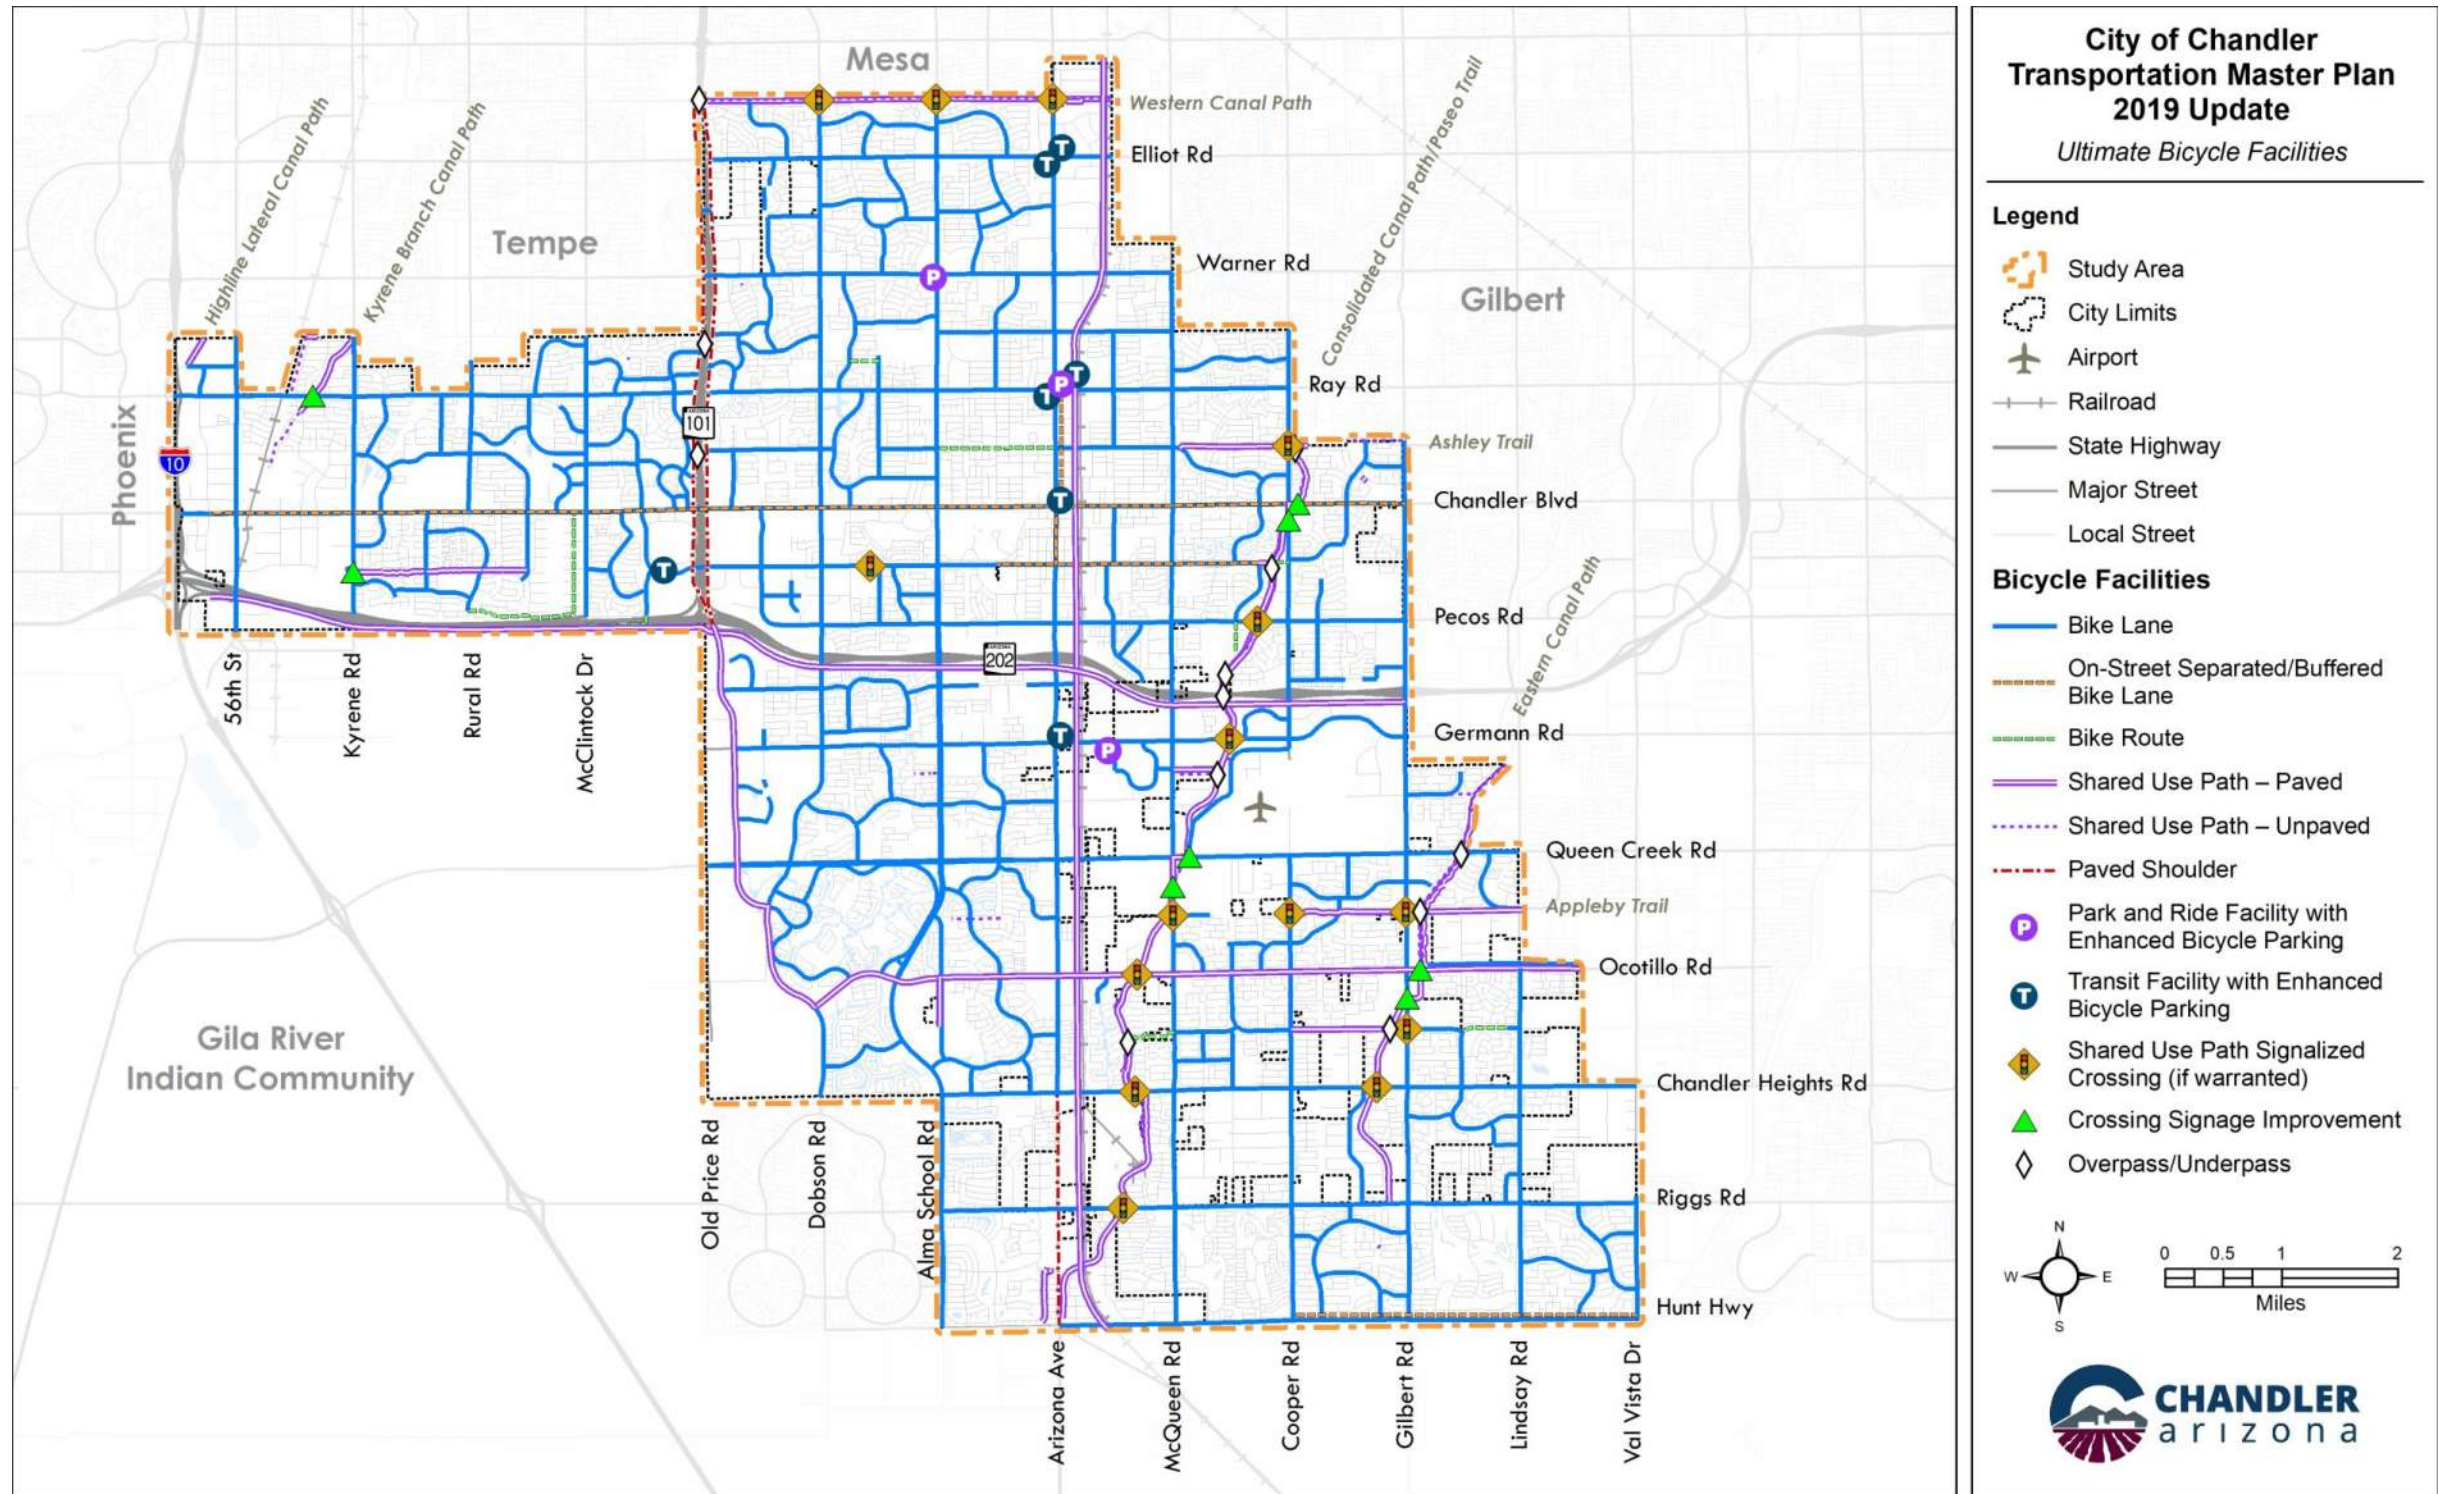 Mesa
Western Canal Path
Elliot Rd
Highline Lateral Canal Path
Kyrene Branch Canal Path
Consolidated Canal Path/Paseo Trail
Tempe
Warner Rd
Gilbert
Ray Rd
Phoenix
10
ARIZONA
101
Ashley Trail
Chandler Blvd
Pecos Rd
ARIZONA
202
Eastern Canal Path
56th St
Kyrene Rd
Rural Rd
McClintock Dr
Germann Rd
Queen Creek Rd
Appleby Trail
Ocotillo Rd
Gila River
Indian Community
Chandler Heights Rd
Old Price Rd
Dobson Rd
Alma School Rd
Riggs Rd
Hunt Hwy
Arizona Ave
McQueen Rd
Cooper Rd
Gilbert Rd
Lindsay Rd
Val Vista Dr
T
T
P
T
P
T
T
T
T
P
City of Chandler
Transportation Master Plan
2019 Update
Ultimate Bicycle Facilities
Legend
Study Area
City Limits
Airport
Railroad
State Highway
Major Street
Local Street
Bicycle Facilities
Bike Lane
On-Street Separated/Buffered
Bike Lane
Bike Route
Shared Use Path – Paved
Shared Use Path – Unpaved
Paved Shoulder
P Park and Ride Facility with
Enhanced Bicycle Parking
T Transit Facility with Enhanced
Bicycle Parking
Shared Use Path Signalized
Crossing (if warranted)
Crossing Signage Improvement
Overpass/Underpass
N
W E
S
0 0.5 1 2
Miles
CHANDLER
arizona